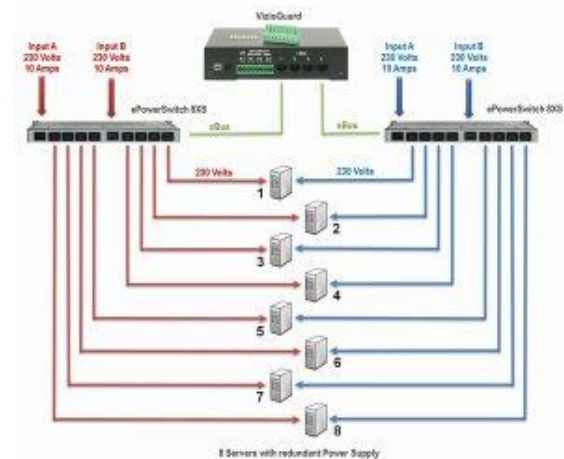 VizioGuard
Input A
230 Volts
10 Amps
Input B
230 Volts
10 Amps
Input A
230 Volts
10 Amps
Input B
230 Volts
10 Amps
ePowerSwitch 8XS
ePowerSwitch 8XS
xBus
xBus
230 Volts
230 Volts
1
2
3
4
5
6
7
8
8 Servers with redundant Power Supply